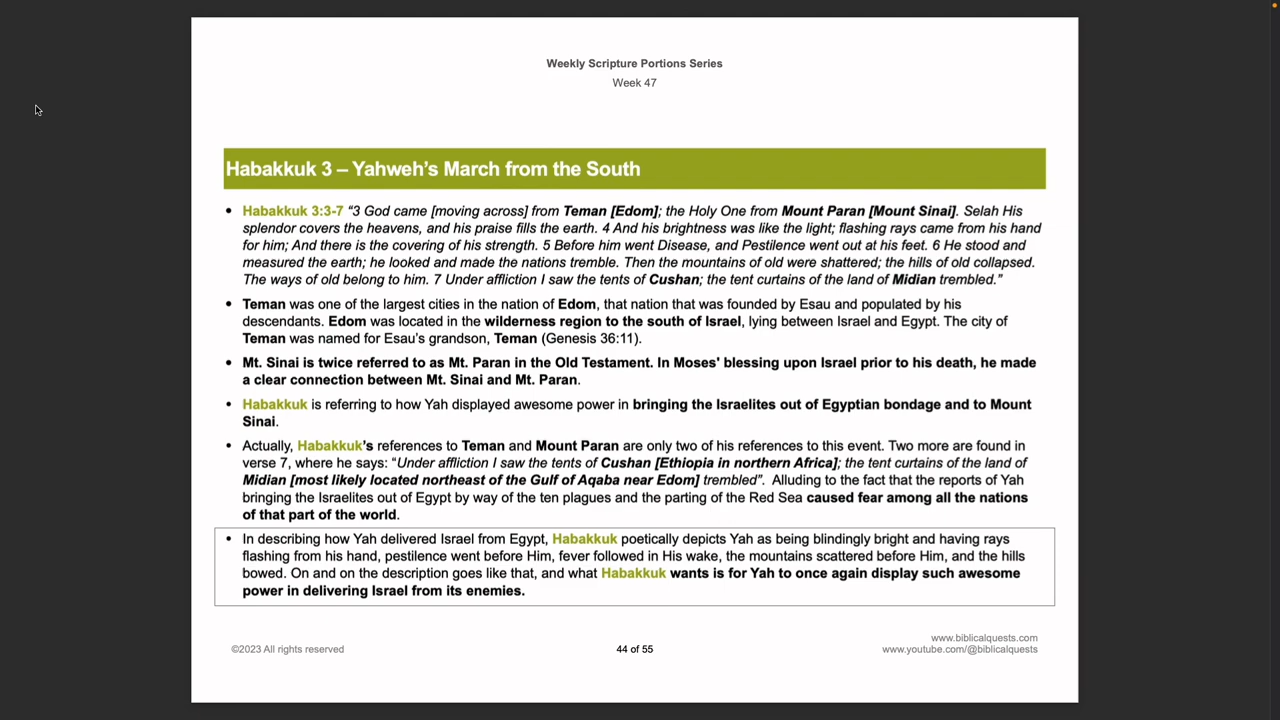 Weekly Scripture Portions Series
Week 47
Habakkuk 3 – Yahweh's March from the South
• Habakkuk 3:3-7 "3 God came [moving across] from Teman [Edom]; the Holy One from Mount Paran [Mount Sinai]. Selah His
splendor covers the heavens, and his praise fills the earth. 4 And his brightness was like the light; flashing rays came from his hand
for him; And there is the covering of his strength. 5 Before him went Disease, and Pestilence went out at his feet. 6 He stood and
measured the earth; he looked and made the nations tremble. Then the mountains of old were shattered; the hills of old collapsed.
The ways of old belong to him. 7 Under affliction I saw the tents of Cushan; the tent curtains of the land of Midian trembled."
• Teman was one of the largest cities in the nation of Edom, that nation that was founded by Esau and populated by his
descendants. Edom was located in the wilderness region to the south of Israel, lying between Israel and Egypt. The city of
Teman was named for Esau's grandson, Teman (Genesis 36:11).
• Mt. Sinai is twice referred to as Mt. Paran in the Old Testament. In Moses' blessing upon Israel prior to his death, he made
a clear connection between Mt. Sinai and Mt. Paran.
• Habakkuk is referring to how Yah displayed awesome power in bringing the Israelites out of Egyptian bondage and to Mount
Sinai.
• Actually, Habakkuk's references to Teman and Mount Paran are only two of his references to this event. Two more are found in
verse 7, where he says: "Under affliction I saw the tents of Cushan [Ethiopia in northern Africa]; the tent curtains of the land of
Midian [most likely located northeast of the Gulf of Aqaba near Edom] trembled". Alluding to the fact that the reports of Yah
bringing the Israelites out of Egypt by way of the ten plagues and the parting of the Red Sea caused fear among all the nations
of that part of the world.
• In describing how Yah delivered Israel from Egypt, Habakkuk poetically depicts Yah as being blindingly bright and having rays
flashing from his hand, pestilence went before Him, fever followed in His wake, the mountains scattered before Him, and the hills
bowed. On and on the description goes like that, and what Habakkuk wants is for Yah to once again display such awesome
power in delivering Israel from its enemies.
©2023 All rights reserved
44 of 55
www.biblicalquests.com
www.youtube.com/@biblicalquests